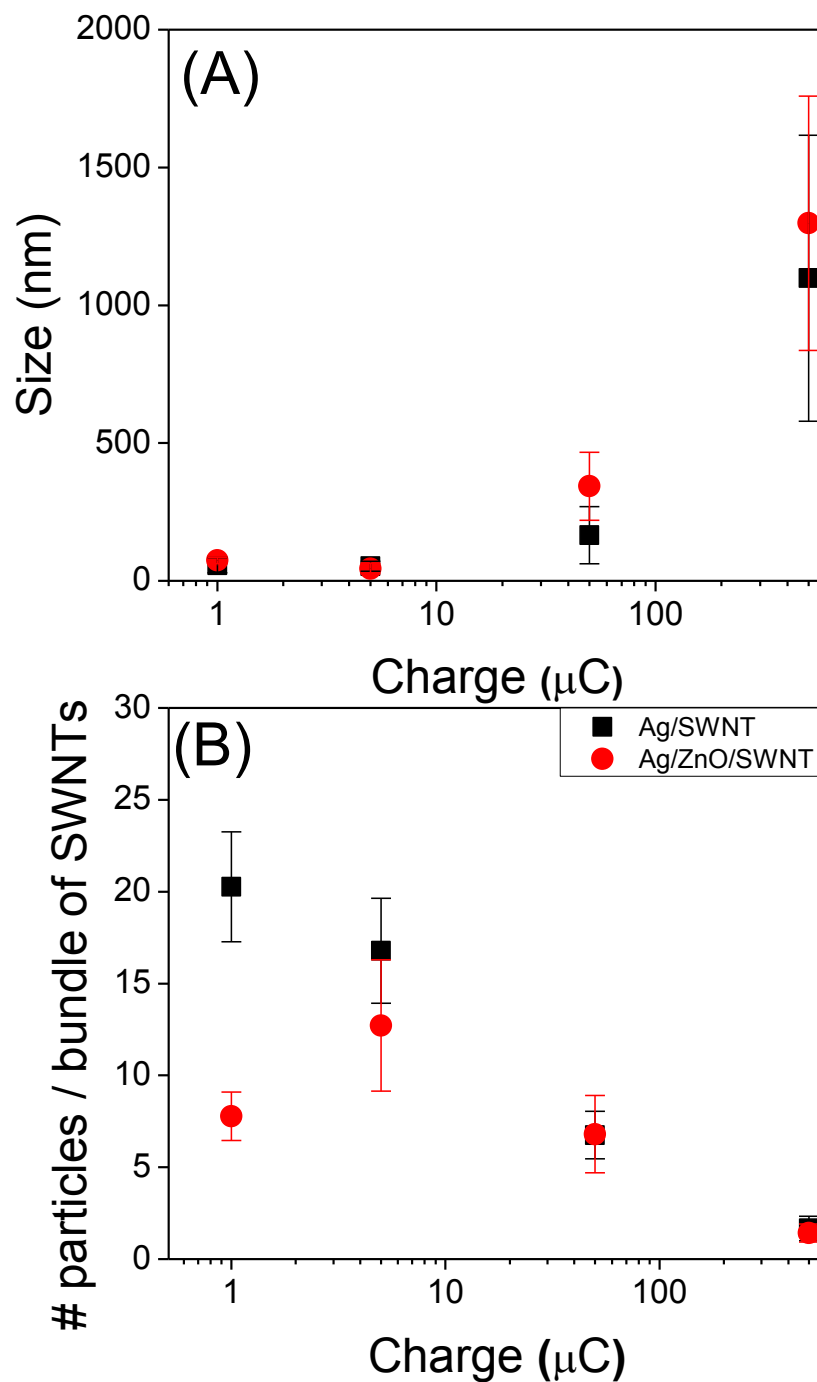 (A)
2000
1500
1000
500
0
Size (nm)
1 10 100
Charge (μC)
(B)
Ag/SWNT
Ag/ZnO/SWNT
30
25
20
15
10
5
0
# particles / bundle of SWNTs
1 10 100
Charge (μC)